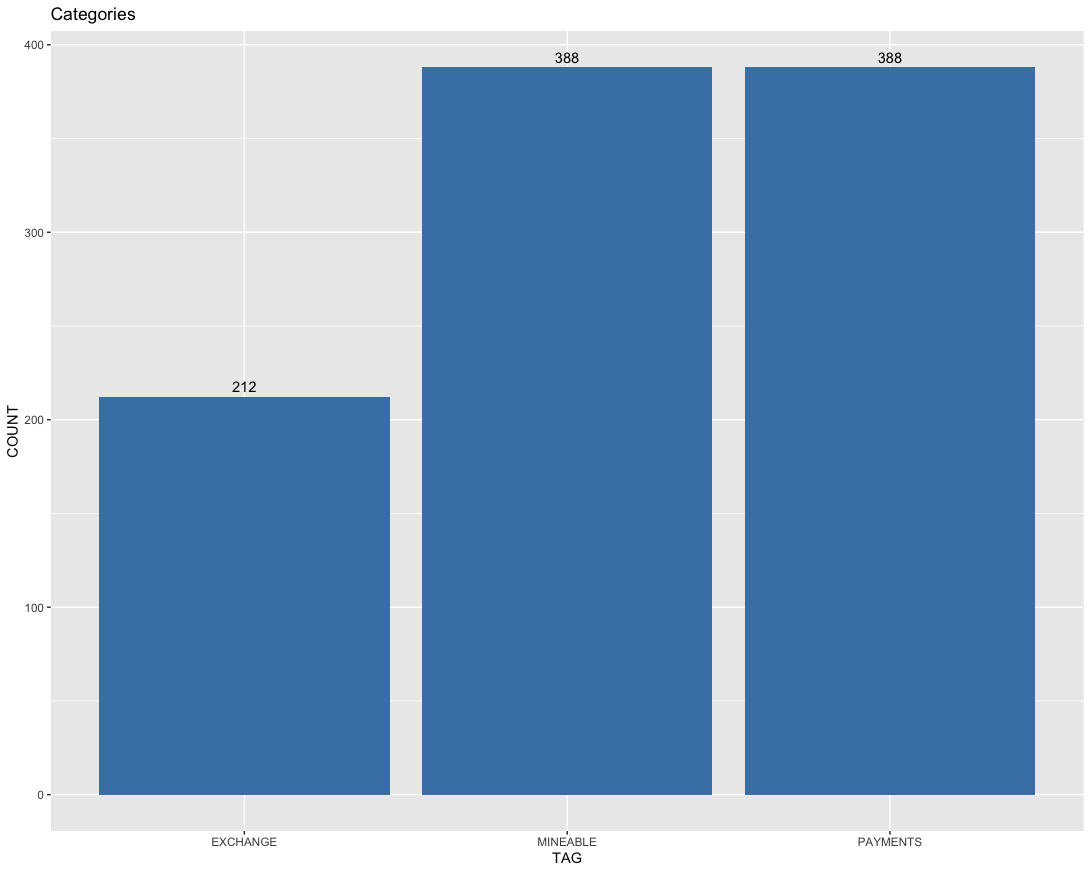 Categories
400
388
388
300
212
200
100
0
COUNT
EXCHANGE
MINEABLE
PAYMENTS
TAG